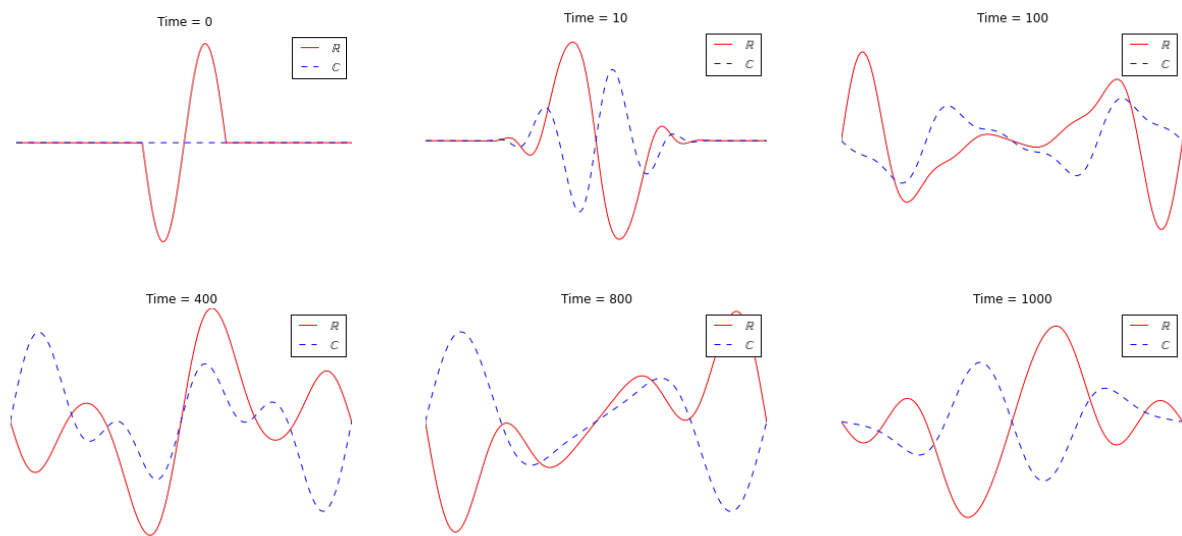 Time = 0
ℝ
ℂ
Time = 10
ℝ
ℂ
Time = 100
ℝ
ℂ
Time = 400
ℝ
ℂ
Time = 800
ℝ
ℂ
Time = 1000
ℝ
ℂ